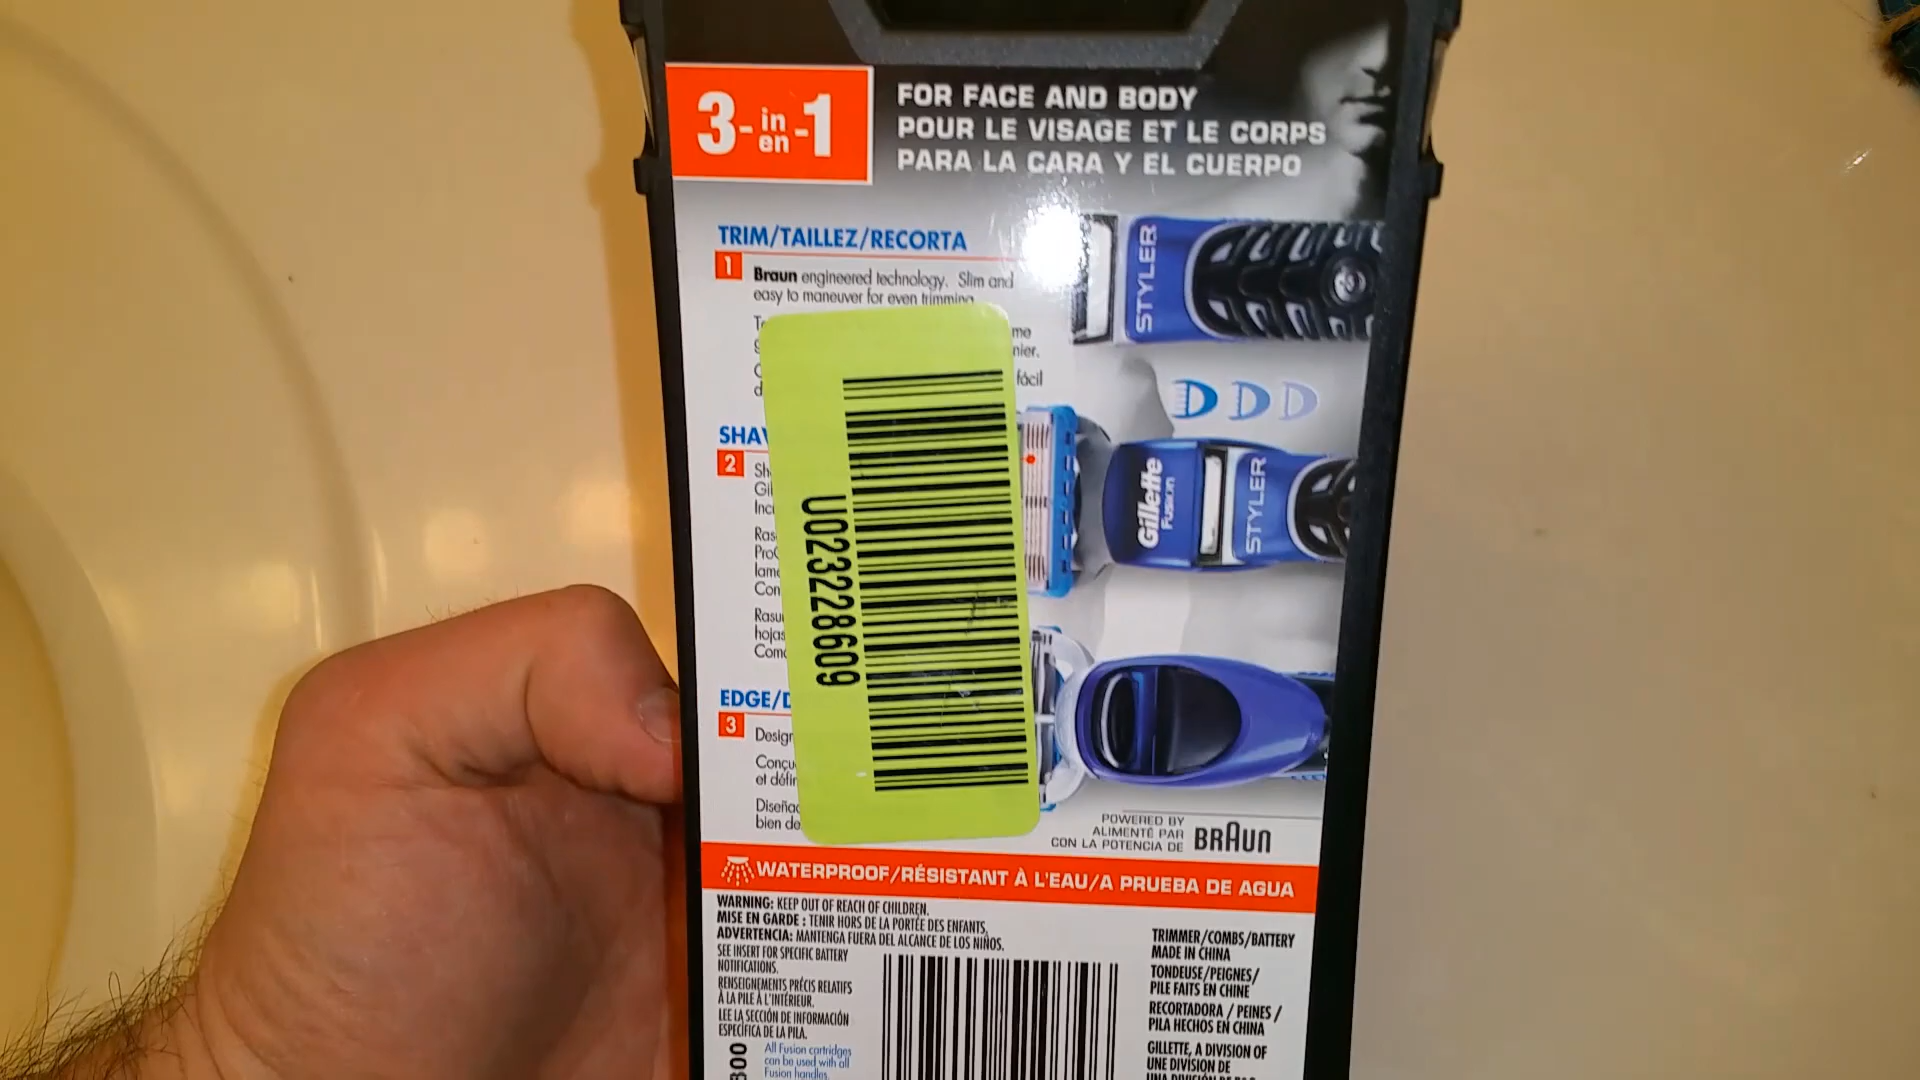 3-in/en-1
FOR FACE AND BODY
POUR LE VISAGE ET LE CORPS
PARA LA CARA Y EL CUERPO
TRIM/TAILLEZ/RECORTA
1
Braun engineered technology. Slim and
easy to maneuver for even trimming
fácil
STYLER
2
Gillette
Fusion
STYLER
U023228609
EDGE/
3
hojas
bien de
POWERED BY
ALIMENTÉ PAR
CON LA POTENCIA DE
BRAUN
WATERPROOF/RÉSISTANT À L'EAU/A PRUEBA DE AGUA
WARNING: KEEP OUT OF REACH OF CHILDREN.
MISE EN GARDE : TENIR HORS DE LA PORTÉE DES ENFANTS.
ADVERTENCIA: MANTENGA FUERA DEL ALCANCE DE LOS NIÑOS.
SEE INSERT FOR SPECIFIC BATTERY
NOTIFICATIONS.
RENSEIGNEMENTS PRÉCIS RELATIFS
À LA PILE À L'INTÉRIEUR.
LEE LA SECCIÓN DE INFORMACIÓN
ESPECÍFICA DE LA PILA.
All Fusion cartridges
can be used with all
Fusion handles.
TRIMMER/COMBS/BATTERY
MADE IN CHINA
TONDEUSE/PEIGNES/
PILE FAITS EN CHINE
RECORTADORA / PEINES /
PILA HECHOS EN CHINA
GILLETTE, A DIVISION OF
UNE DIVISION DE